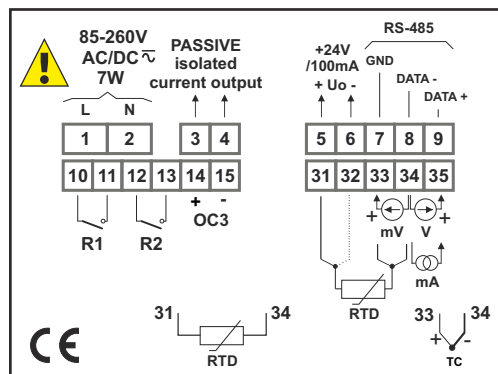 85-260V
AC/DC
7W
L N
PASSIVE
isolated
current output
+24V
/100mA
+ Uo -
RS-485
GND
DATA -
DATA +
1 2 3 4 5 6 7 8 9
10 11 12 13 14 15 31 32 33 34 35
R1 R2
+ -
OC3
+ + 
mV V
mA
RTD
31 34
RTD
33 34
+ -
TC
CE